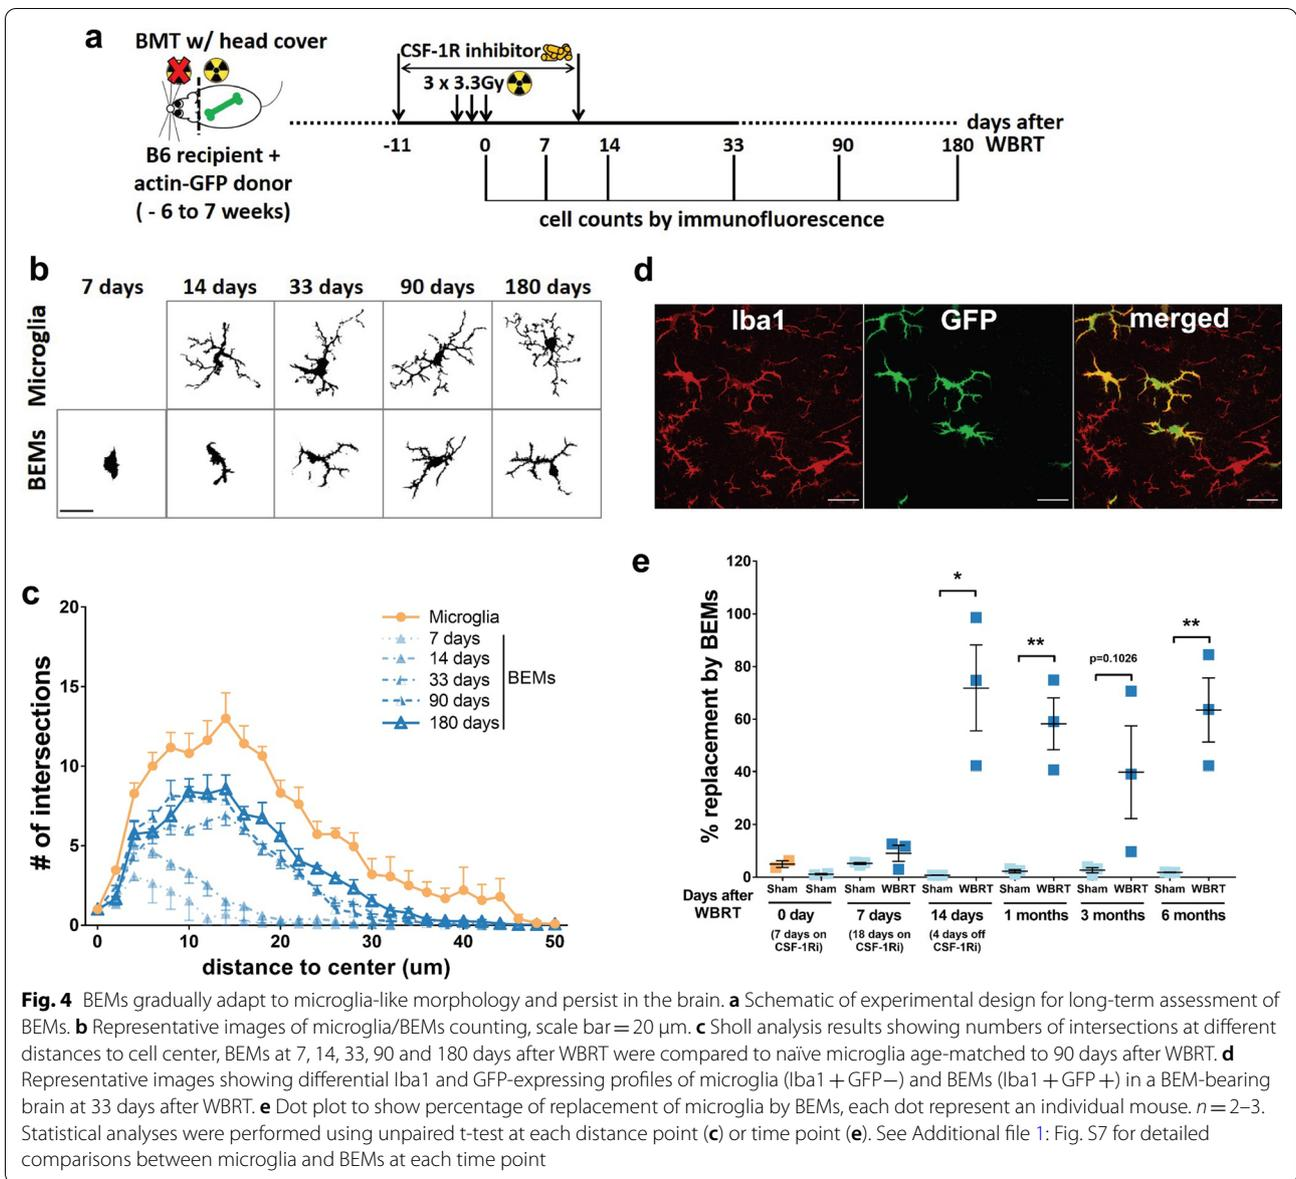 a
BMT w/ head cover
B6 recipient +
actin-GFP donor
( - 6 to 7 weeks)
CSF-1R inhibitor
3 x 3.3Gy
days after
WBRT
-11 0 7 14 33 90 180
cell counts by immunofluorescence
b
7 days 14 days 33 days 90 days 180 days
Microglia
BEMs
d
Iba1 GFP merged
c
# of intersections
20
15
10
5
0
0 10 20 30 40 50
distance to center (um)
Microglia
7 days
14 days
33 days
90 days
180 days
BEMs
e
% replacement by BEMs
120
100
80
60
40
20
0
* ** p=0.1026 **
Sham Sham Sham WBRT Sham WBRT Sham WBRT Sham WBRT Sham WBRT
Days after
WBRT
0 day 7 days 14 days 1 months 3 months 6 months
(7 days on (18 days on (4 days off
CSF-1Ri) CSF-1Ri) CSF-1Ri)
Fig. 4 BEMs gradually adapt to microglia-like morphology and persist in the brain. a Schematic of experimental design for long-term assessment of
BEMs. b Representative images of microglia/BEMs counting, scale bar = 20 μm. c Sholl analysis results showing numbers of intersections at different
distances to cell center, BEMs at 7, 14, 33, 90 and 180 days after WBRT were compared to naïve microglia age-matched to 90 days after WBRT. d
Representative images showing differential Iba1 and GFP-expressing profiles of microglia (Iba1 + GFP−) and BEMs (Iba1 + GFP +) in a BEM-bearing
brain at 33 days after WBRT. e Dot plot to show percentage of replacement of microglia by BEMs, each dot represent an individual mouse. n = 2–3.
Statistical analyses were performed using unpaired t-test at each distance point (c) or time point (e). See Additional file 1: Fig. S7 for detailed
comparisons between microglia and BEMs at each time point